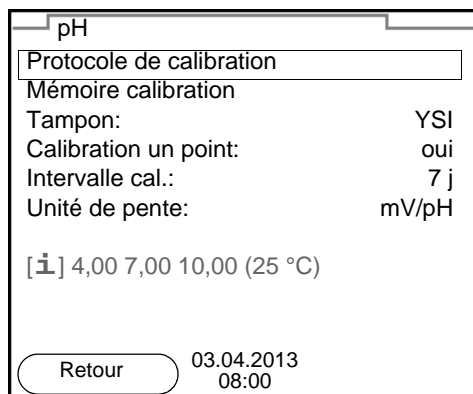 pH
Protocole de calibration
Mémoire calibration
Tampon: YSI
Calibration un point: oui
Intervalle cal.: 7 j
Unité de pente: mV/pH
[i] 4,00 7,00 10,00 (25 °C)
Retour
03.04.2013
08:00